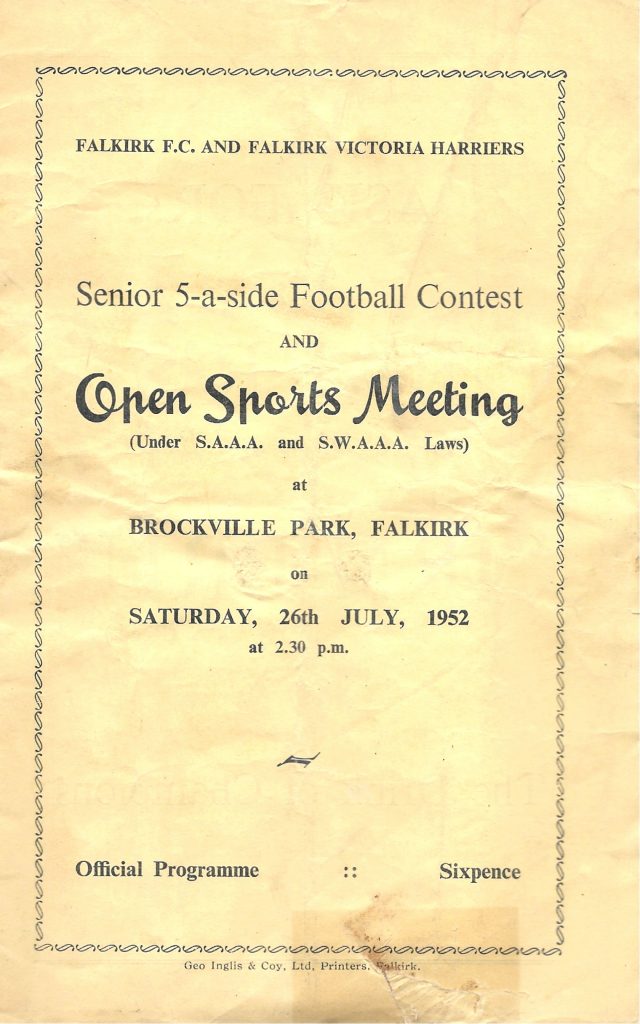 FALKIRK F.C. AND FALKIRK VICTORIA HARRIERS
Senior 5-a-side Football Contest
AND
Open Sports Meeting
(Under S.A.A.A. and S.W.A.A.A. Laws)
at
BROCKVILLE PARK, FALKIRK
on
SATURDAY, 26th JULY, 1952
at 2.30 p.m.
Official Programme :: Sixpence
Geo Inglis & Coy, Ltd, Printers, Falkirk.